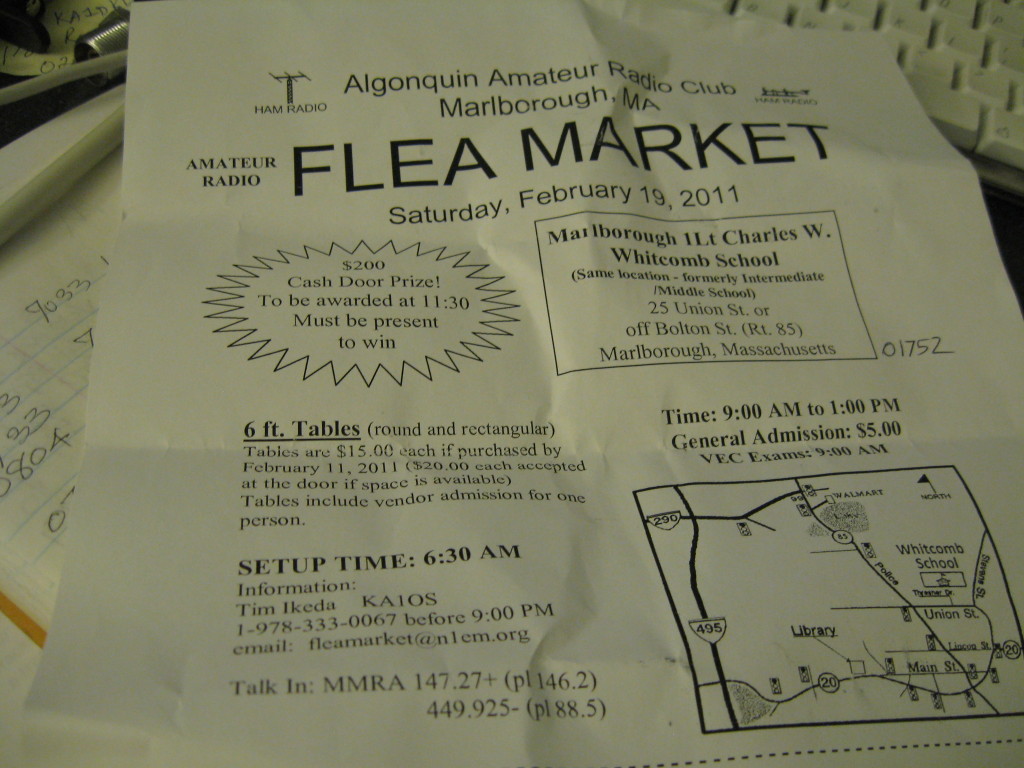 Algonquin Amateur Radio Club
Marlborough, MA
HAM RADIO
HAM RADIO
AMATEUR
RADIO
FLEA MARKET
Saturday, February 19, 2011
$200
Cash Door Prize!
To be awarded at 11:30
Must be present
to win
Marlborough 1Lt Charles W.
Whitcomb School
(Same location - formerly Intermediate
/Middle School)
25 Union St. or
off Bolton St. (Rt. 85)
Marlborough, Massachusetts
01752
6 ft. Tables (round and rectangular)
Tables are $15.00 each if purchased by
February 11, 2011 ($20.00 each accepted
at the door if space is available)
Tables include vendor admission for one
person.
SETUP TIME: 6:30 AM
Information:
Tim Ikeda KA1OS
1-978-333-0067 before 9:00 PM
email: fleamarket@n1em.org
Talk In: MMRA 147.27+ (pl 146.2)
449.925- (pl 88.5)
Time: 9:00 AM to 1:00 PM
General Admission: $5.00
VEC Exams: 9:00 AM
290
WALMART
NORTH
85
Police
Whitcomb
School
Union St.
495
Library
Lincoln St.
20
Main St.
20
7033